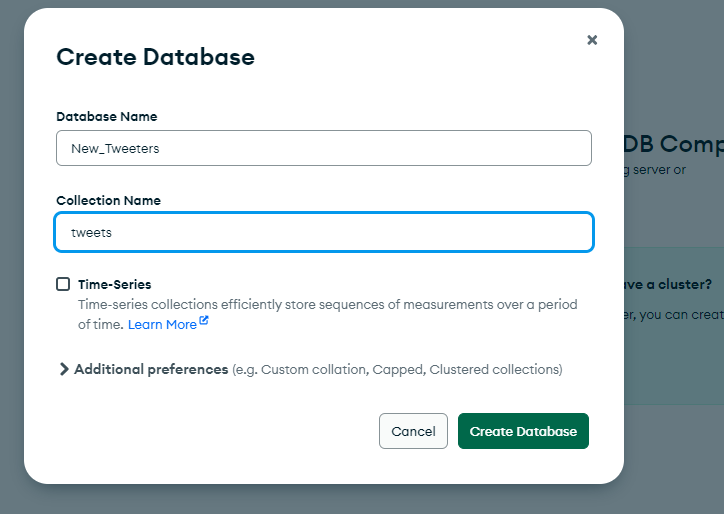 Create Database
Database Name
New_Tweeters
DB Comp
g server or
Collection Name
tweets
Time-Series
ave a cluster?
Time-series collections efficiently store sequences of measurements over a period
er, you can creat
of time. Learn More
Additional preferences (e.g. Custom collation, Capped, Clustered collections)
Cancel
Create Database